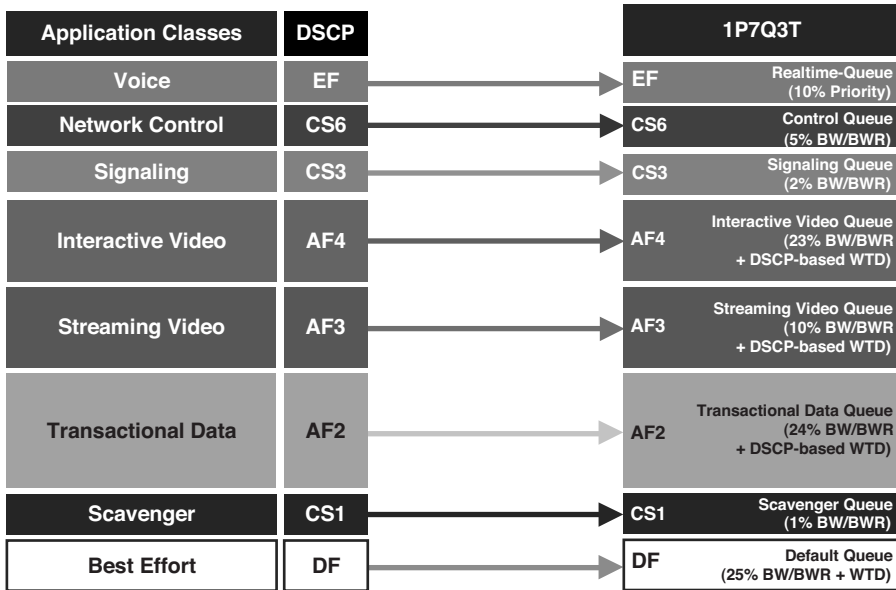 Application Classes DSCP 1P7Q3T
Voice EF EF Realtime-Queue
(10% Priority)
Network Control CS6 CS6 Control Queue
(5% BW/BWR)
Signaling CS3 CS3 Signaling Queue
(2% BW/BWR)
Interactive Video AF4 AF4 Interactive Video Queue
(23% BW/BWR
+ DSCP-based WTD)
Streaming Video AF3 AF3 Streaming Video Queue
(10% BW/BWR
+ DSCP-based WTD)
Transactional Data AF2 AF2 Transactional Data Queue
(24% BW/BWR
+ DSCP-based WTD)
Scavenger CS1 CS1 Scavenger Queue
(1% BW/BWR)
Best Effort DF DF Default Queue
(25% BW/BWR + WTD)